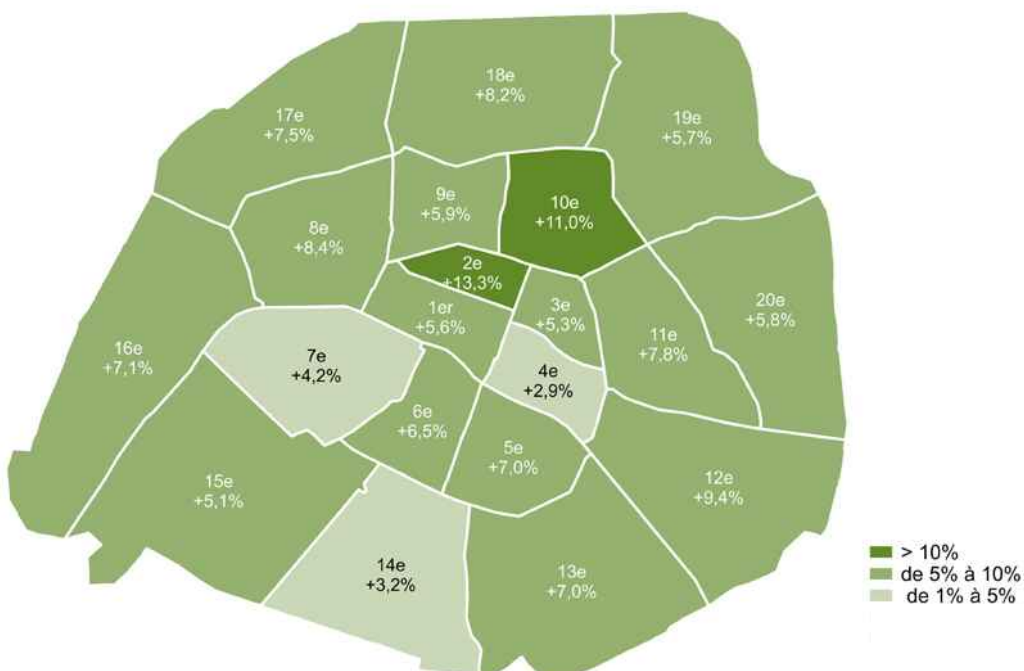 18e
+8,2%
17e
+7,5%
19e
+5,7%
9e
+5,9%
10e
+11,0%
8e
+8,4%
2e
+13,3%
1er
+5,6%
3e
+5,3%
20e
+5,8%
11e
+7,8%
16e
+7,1%
7e
+4,2%
4e
+2,9%
6e
+6,5%
5e
+7,0%
15e
+5,1%
12e
+9,4%
14e
+3,2%
13e
+7,0%
> 10%
de 5% à 10%
de 1% à 5%